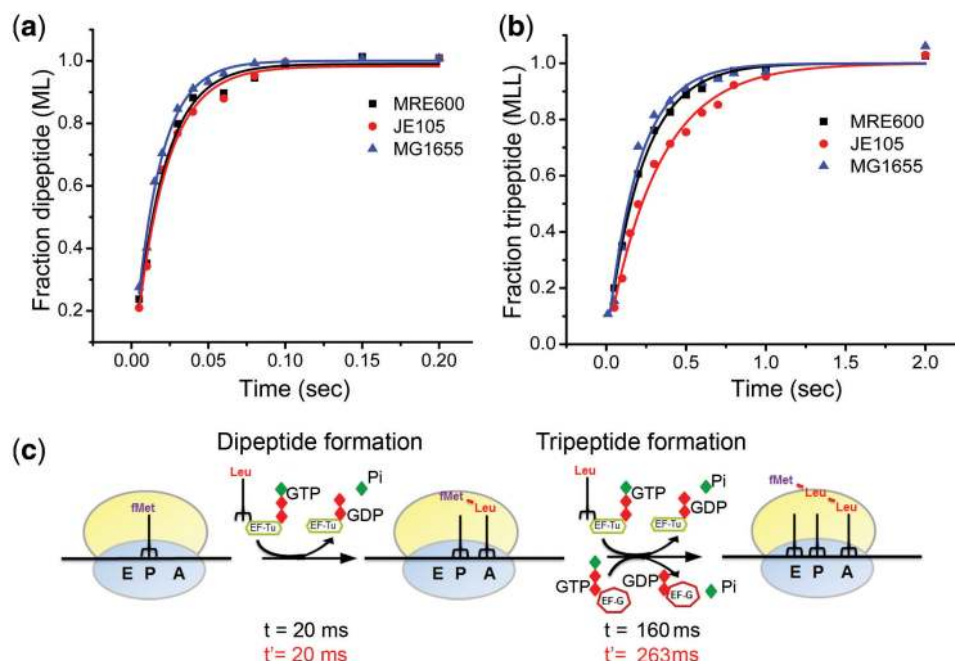 (a)
Fraction dipeptide (ML)
1.0
0.8
0.6
0.4
0.2
MRE600
JE105
MG1655
0.00 0.05 0.10 0.15 0.20
Time (sec)
(b)
Fraction tripeptide (MLL)
1.0
0.8
0.6
0.4
0.2
0.0
MRE600
JE105
MG1655
0.0 0.5 1.0 2.0
Time (sec)
(c)
Dipeptide formation
Tripeptide formation
fMet
E P A
Leu
GTP
Pi
GDP
EF-Tu
EF-Tu
fMet
Leu
E P A
Leu
GTP
Pi
GDP
EF-Tu
EF-Tu
GTP
EF-G
GDP
EF-G
Pi
fMet
Leu
Leu
E P A
t = 20 ms
t'= 20 ms
t = 160 ms
t'= 263ms